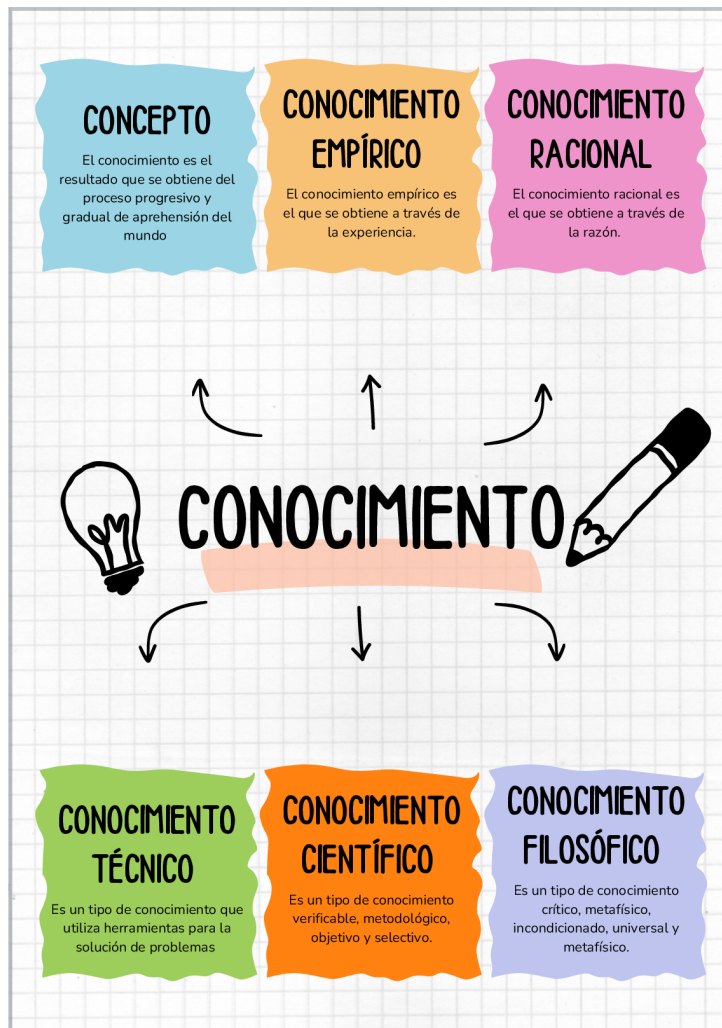 CONCEPTO
El conocimiento es el
resultado que se obtiene del
proceso progresivo y
gradual de aprehensión del
mundo
CONOCIMIENTO
EMPÍRICO
El conocimiento empírico es
el que se obtiene a través de
la experiencia.
CONOCIMIENTO
RACIONAL
El conocimiento racional es
el que se obtiene a través de
la razón.
CONOCIMIENTO
CONOCIMIENTO
TÉCNICO
Es un tipo de conocimiento que
utiliza herramientas para la
solución de problemas
CONOCIMIENTO
CIENTÍFICO
Es un tipo de conocimiento
verificable, metodológico,
objetivo y selectivo.
CONOCIMIENTO
FILOSÓFICO
Es un tipo de conocimiento
crítico, metafísico,
incondicionado, universal y
metafísico.